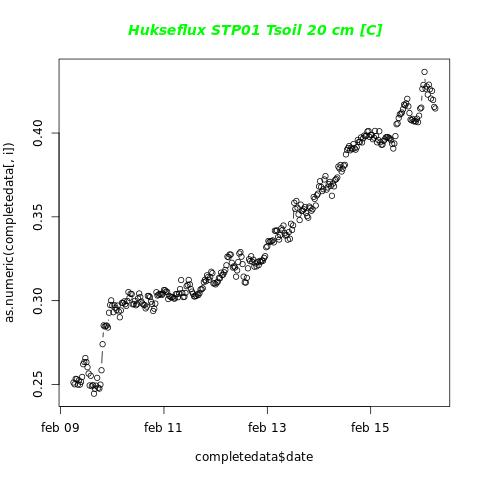 Hukseflux STP01 Tsoil 20 cm [C]
as.numeric(completedata[, i])
0.40
0.35
0.30
0.25
feb 09
feb 11
feb 13
feb 15
completedata$date